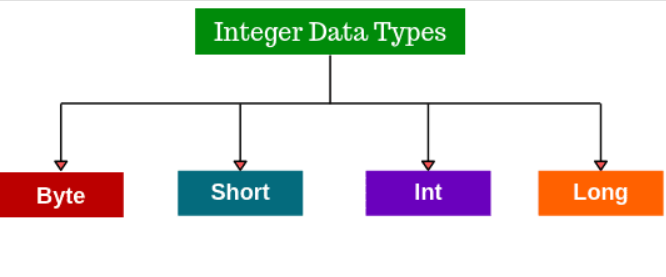 Integer Data Types
Byte
Short
Int
Long